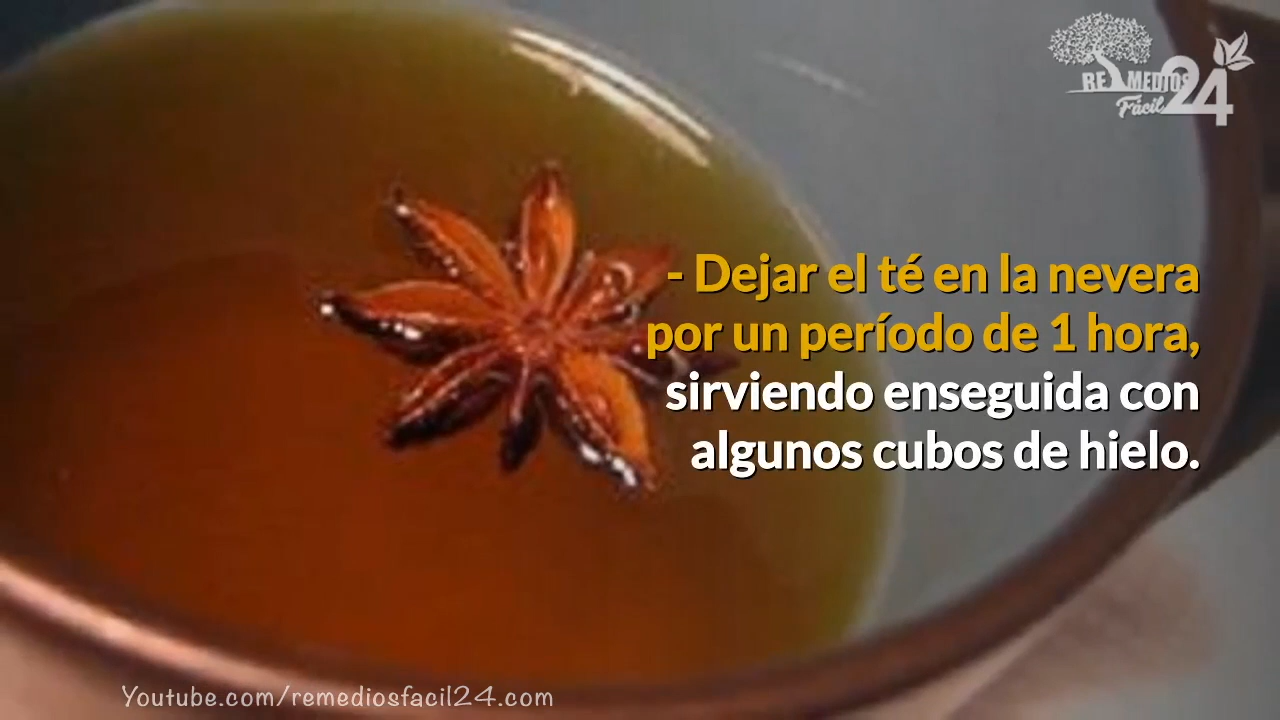 REMEDIOS
Fácil 24
- Dejar el té en la nevera
por un período de 1 hora,
sirviendo enseguida con
algunos cubos de hielo.
Youtube.com/remediosfacil24.com